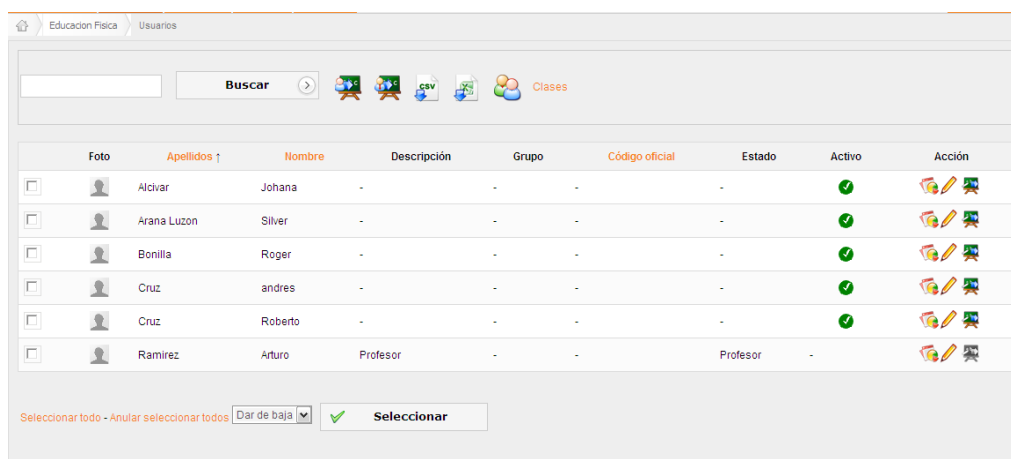 Educacion Fisica Usuarios
Buscar CSV Clases
Foto Apellidos ↑ Nombre Descripción Grupo Código oficial Estado Activo Acción
Alcivar Johana - - - -
Arana Luzon Silver - - - -
Bonilla Roger - - - -
Cruz andres - - - -
Cruz Roberto - - - -
Ramirez Arturo Profesor - - Profesor -
Seleccionar todo - Anular seleccionar todos Dar de baja Seleccionar